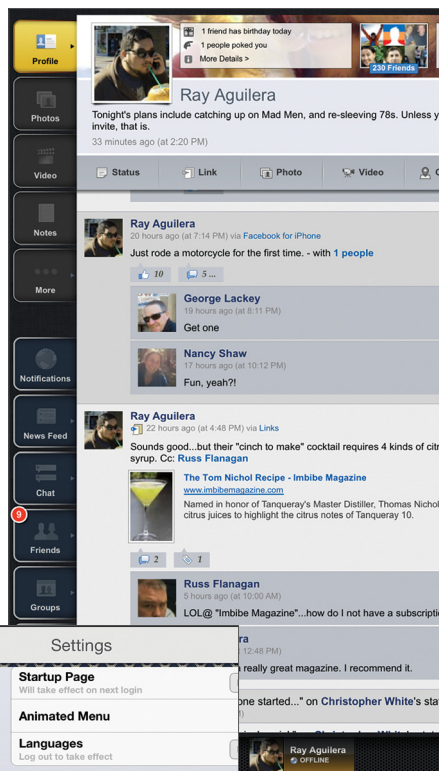 Profile
Photos
Video
Notes
More
Notifications
News Feed
Chat
9
Friends
Groups
1 friend has birthday today
1 people poked you
More Details >
230 Friends
Ray Aguilera
Tonight's plans include catching up on Mad Men, and re-sleeving 78s. Unless y
invite, that is.
33 minutes ago (at 2:20 PM)
Status
Link
Photo
Video
Ray Aguilera
20 hours ago (at 7:14 PM) via Facebook for iPhone
Just rode a motorcycle for the first time. - with 1 people
10
5 ...
George Lackey
19 hours ago (at 8:11 PM)
Get one
Nancy Shaw
17 hours ago (at 10:12 PM)
Fun, yeah?!
Ray Aguilera
22 hours ago (at 4:48 PM) via Links
Sounds good...but their "cinch to make" cocktail requires 4 kinds of citr
syrup. Cc: Russ Flanagan
The Tom Nichol Recipe - Imbibe Magazine
www.imbibemagazine.com
Named in honor of Tanqueray's Master Distiller, Thomas Nichol
citrus juices to highlight the citrus notes of Tanqueray 10.
2
1
Russ Flanagan
5 hours ago (at 10:00 AM)
LOL@ "Imbibe Magazine"...how do I not have a subscripti
ra
12:48 PM)
really great magazine. I recommend it.
one started..." on Christopher White's stat
Settings
Startup Page
Will take effect on next login
Animated Menu
Languages
Log out to take effect
Ray Aguilera
OFFLINE